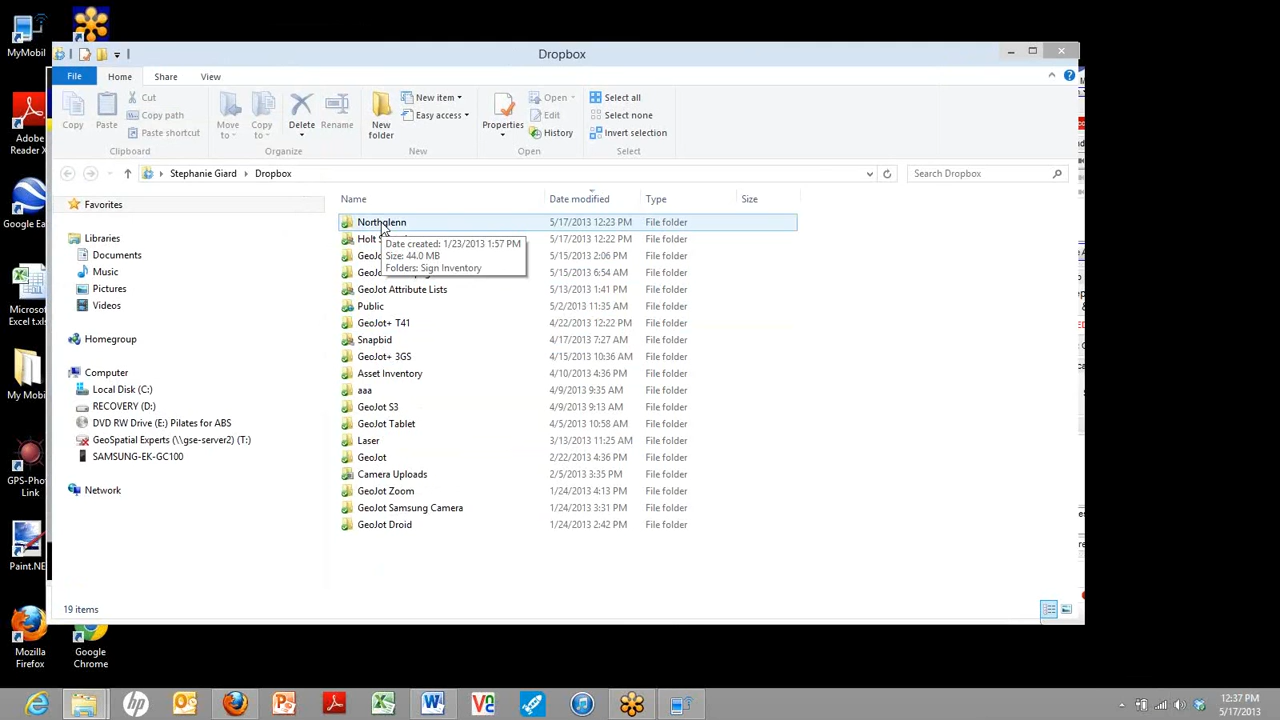 MyMobil
Adobe
Reader X
Google Ea
Microsoft
Excel t.xls
My Mobi
GPS-Pho
Link
Paint.NE
Mozilla
Firefox
Google
Chrome
Dropbox
File Home Share View
Copy Paste Cut
Copy path
Paste shortcut
Clipboard
Move to Copy to Delete Rename
Organize
New folder New item
Easy access
New
Properties Open
Edit
History
Open
Select all
Select none
Invert selection
Select
Stephanie Giard Dropbox
Search Dropbox
Favorites
Libraries
Documents
Music
Pictures
Videos
Homegroup
Computer
Local Disk (C:)
RECOVERY (D:)
DVD RW Drive (E:) Pilates for ABS
GeoSpatial Experts (\\gse-server2) (T:)
SAMSUNG-EK-GC100
Network
Name Date modified Type Size
Northglenn 5/17/2013 12:23 PM File folder
Holt 5/17/2013 12:22 PM File folder
GeoJ 5/15/2013 2:06 PM File folder
GeoJ 5/15/2013 6:54 AM File folder
GeoJot Attribute Lists 5/13/2013 1:41 PM File folder
Public 5/2/2013 11:35 AM File folder
GeoJot+ T41 4/22/2013 12:22 PM File folder
Snapbid 4/17/2013 7:27 AM File folder
GeoJot+ 3GS 4/15/2013 10:36 AM File folder
Asset Inventory 4/10/2013 4:36 PM File folder
aaa 4/9/2013 9:35 AM File folder
GeoJot S3 4/9/2013 9:13 AM File folder
GeoJot Tablet 3/15/2013 10:58 AM File folder
Laser 3/13/2013 11:25 AM File folder
GeoJot 2/22/2013 4:36 PM File folder
Camera Uploads 2/5/2013 3:35 PM File folder
GeoJot Zoom 1/24/2013 4:13 PM File folder
GeoJot Samsung Camera 1/24/2013 3:31 PM File folder
GeoJot Droid 1/24/2013 2:42 PM File folder
Date created: 1/23/2013 1:57 PM
Size: 44.0 MB
Folders: Sign Inventory
19 items
12:37 PM
5/17/2013